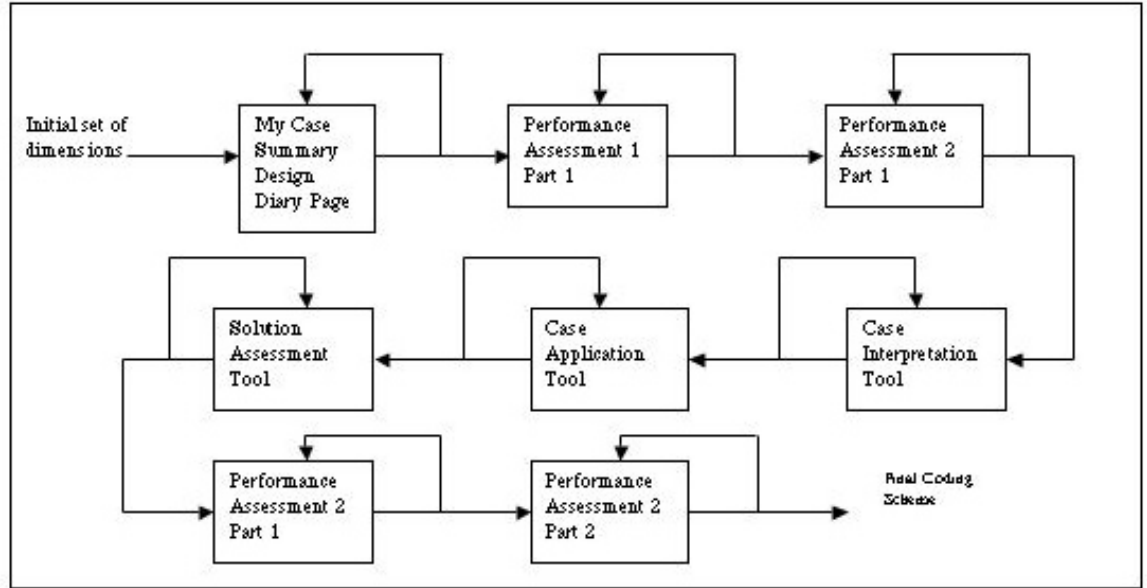 Initial set of
dimensions
My Case
Summary
Design
Diary Page
Performance
Assessment 1
Part 1
Performance
Assessment 2
Part 1
Solution
Assessment
Tool
Case
Application
Tool
Case
Interpretation
Tool
Performance
Assessment 2
Part 1
Performance
Assessment 2
Part 2
Final Coding
Scheme